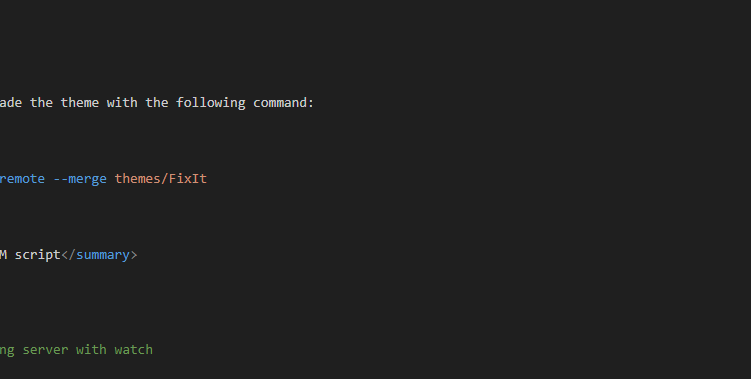 ade the theme with the following command:
remote --merge themes/FixIt
M script</summary>
ng server with watch